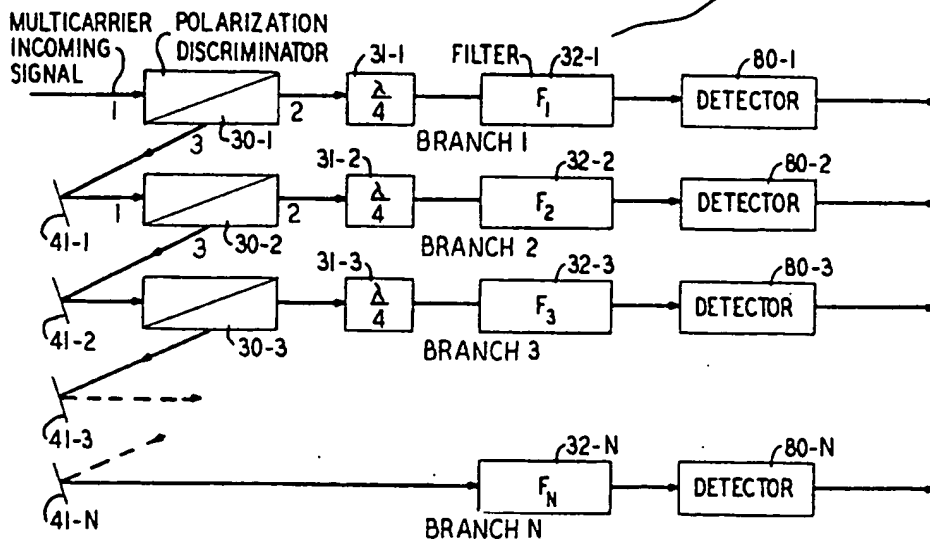 MULTICARRIER INCOMING SIGNAL
POLARIZATION DISCRIMINATOR
31-1
FILTER
32-1
80-1
1
2
λ/4
F1
DETECTOR
3
30-1
BRANCH 1
31-2
32-2
80-2
1
2
λ/4
F2
DETECTOR
41-1
3
30-2
BRANCH 2
31-3
32-3
80-3
λ/4
F3
DETECTOR
41-2
30-3
BRANCH 3
41-3
32-N
80-N
FN
DETECTOR
41-N
BRANCH N